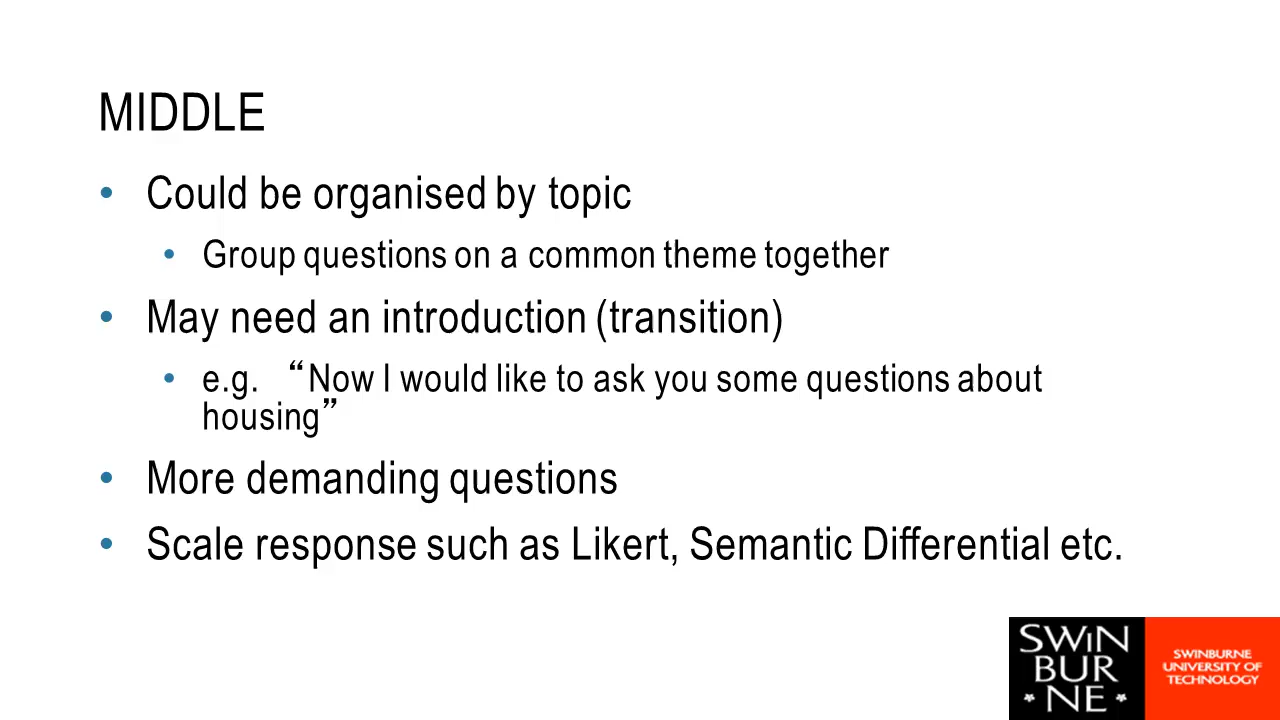 MIDDLE
• Could be organised by topic
• Group questions on a common theme together
• May need an introduction (transition)
• e.g. “Now I would like to ask you some questions about
housing”
• More demanding questions
• Scale response such as Likert, Semantic Differential etc.
SWIN
BUR
NE
SWINBURNE
UNIVERSITY OF
TECHNOLOGY